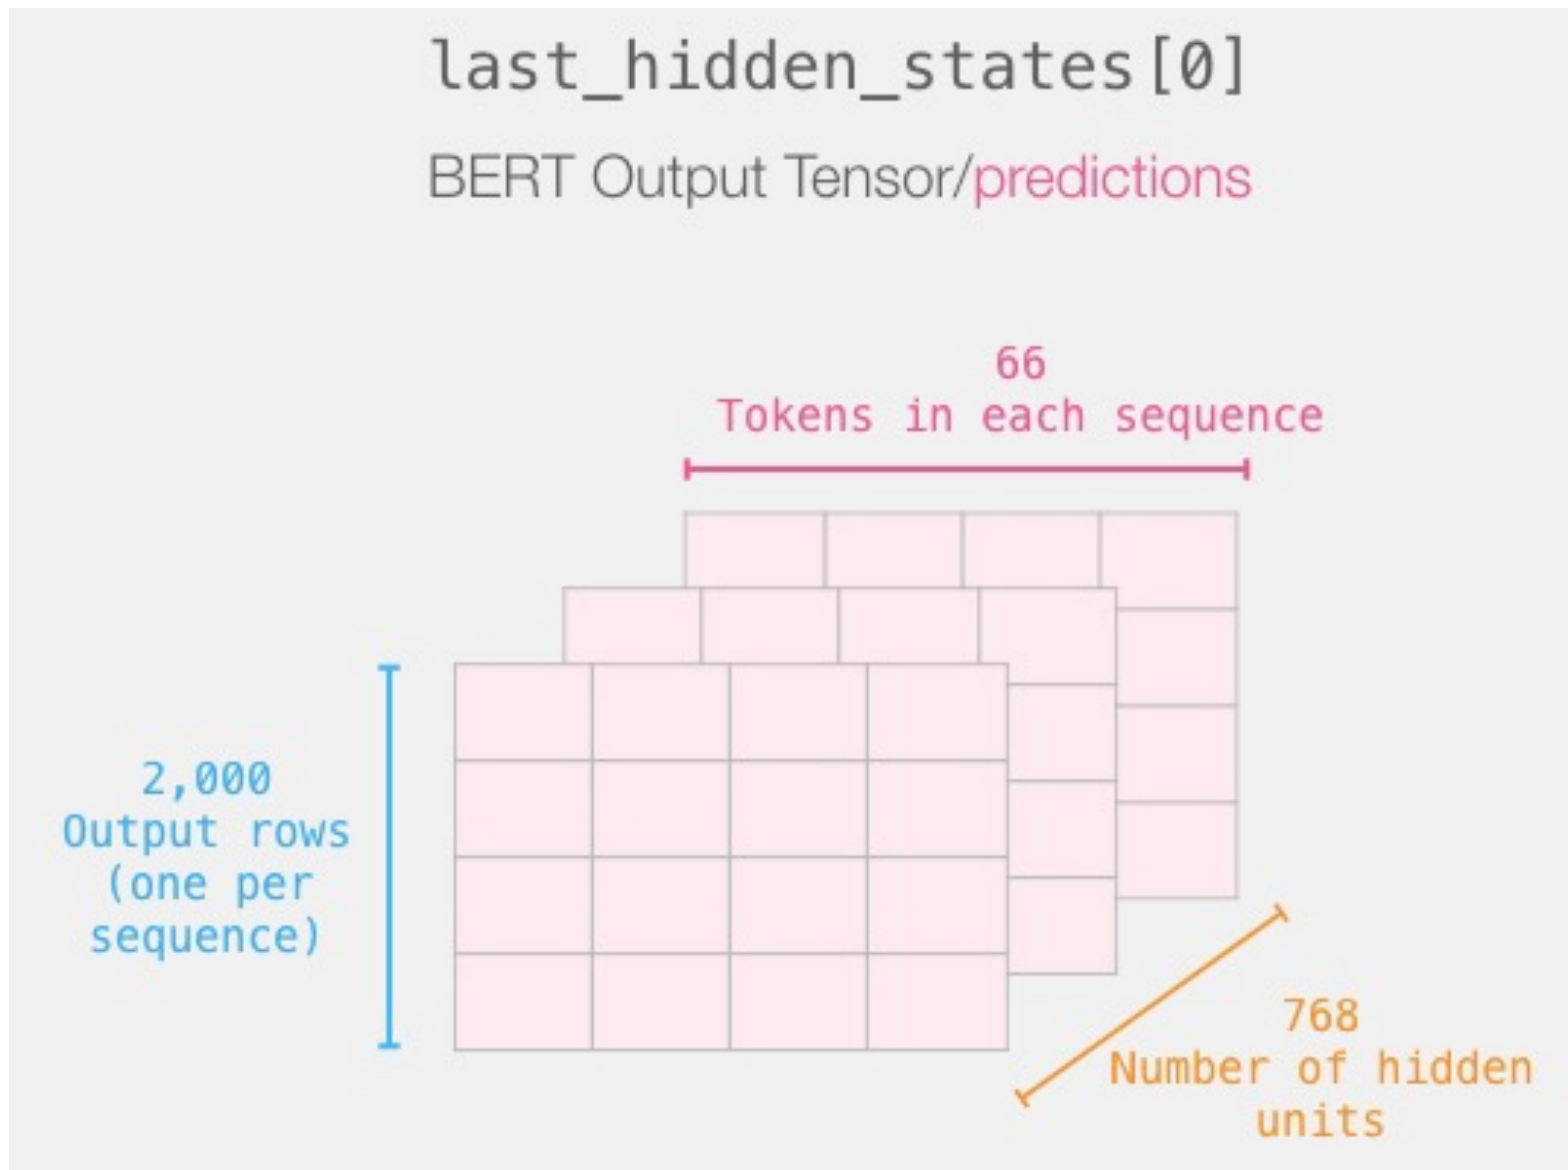 last_hidden_states[0]
BERT Output Tensor/predictions
66
Tokens in each sequence
2,000
Output rows
(one per
sequence)
768
Number of hidden
units